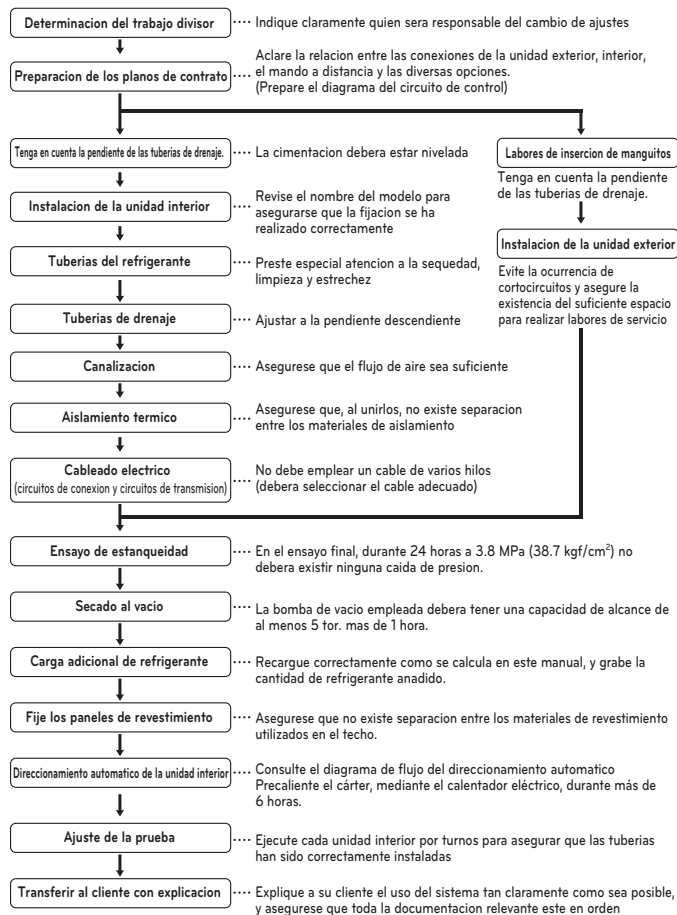 Determinacion del trabajo divisor
Indique claramente quien sera responsable del cambio de ajustes
Preparacion de los planos de contrato
Aclare la relacion entre las conexiones de la unidad exterior, interior,
el mando a distancia y las diversas opciones.
(Prepare el diagrama del circuito de control)
Tenga en cuenta la pendiente de las tuberias de drenaje.
La cimentacion debera estar nivelada
Labores de insercion de manguitos
Tenga en cuenta la pendiente
de las tuberias de drenaje.
Instalacion de la unidad interior
Revise el nombre del modelo para
asegurarse que la fijacion se ha
realizado correctamente
Instalacion de la unidad exterior
Evite la ocurrencia de
cortocircuitos y asegure la
existencia del suficiente espacio
para realizar labores de servicio
Tuberias del refrigerante
Preste especial atencion a la sequedad,
limpieza y estrechez
Tuberias de drenaje
Ajustar a la pendiente descendiente
Canalizacion
Asegurese que el flujo de aire sea suficiente
Aislamiento termico
Asegurese que, al unirlos, no existe separacion
entre los materiales de aislamiento
Cableado electrico
(circuitos de conexion y circuitos de transmision)
No debe emplear un cable de varios hilos
(debera seleccionar el cable adecuado)
Ensayo de estanqueidad
En el ensayo final, durante 24 horas a 3.8 MPa (38.7 kgf/cm²) no
debera existir ninguna caida de presion.
Secado al vacio
La bomba de vacio empleada debera tener una capacidad de alcance de
al menos 5 tor. mas de 1 hora.
Carga adicional de refrigerante
Recargue correctamente como se calcula en este manual, y grabe la
cantidad de refrigerante anadido.
Fije los paneles de revestimiento
Asegurese que no existe separacion entre los materiales de revestimiento
utilizados en el techo.
Direccionamiento automatico de la unidad interior
Consulte el diagrama de flujo del direccionamiento automatico
Precaliente el cárter, mediante el calentador eléctrico, durante más de
6 horas.
Ajuste de la prueba
Ejecute cada unidad interior por turnos para asegurar que las tuberias
han sido correctamente instaladas
Transferir al cliente con explicacion
Explique a su cliente el uso del sistema tan claramente como sea posible,
y asegurese que toda la documentacion relevante este en orden